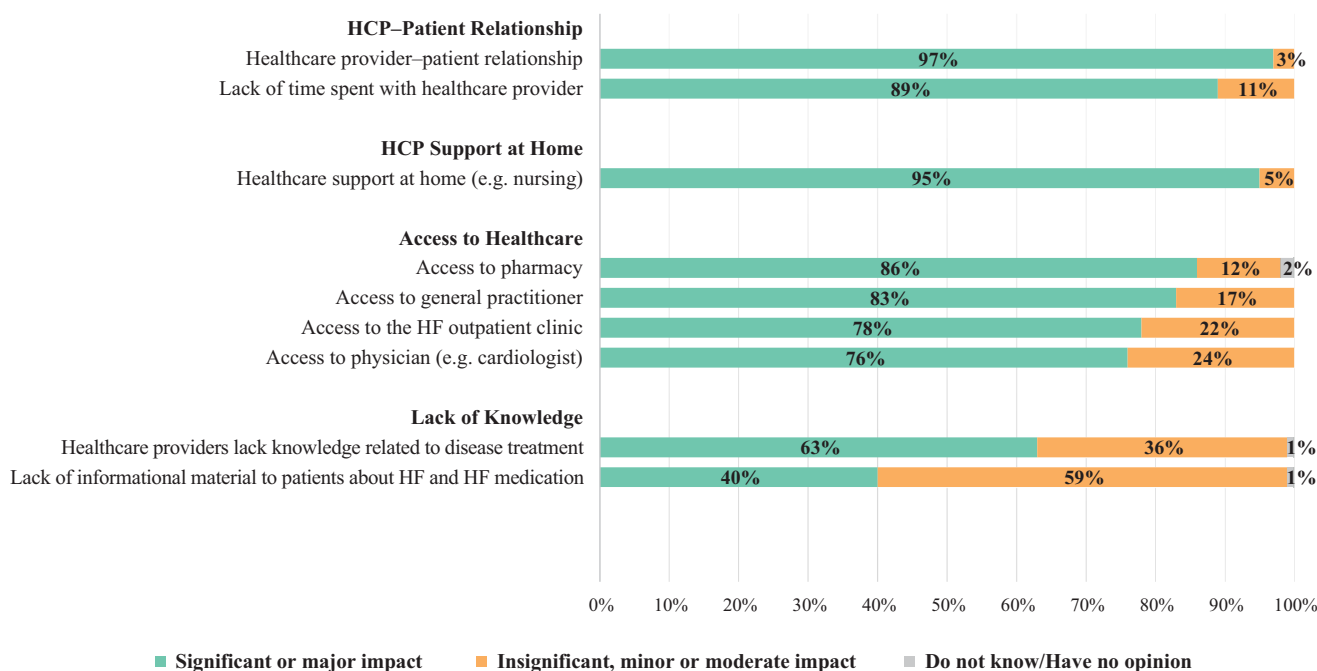 HCP–Patient Relationship
Healthcare provider–patient relationship 97% 3%
Lack of time spent with healthcare provider 89% 11%
HCP Support at Home
Healthcare support at home (e.g. nursing) 95% 5%
Access to Healthcare
Access to pharmacy 86% 12% 2%
Access to general practitioner 83% 17%
Access to the HF outpatient clinic 78% 22%
Access to physician (e.g. cardiologist) 76% 24%
Lack of Knowledge
Healthcare providers lack knowledge related to disease treatment 63% 36% 1%
Lack of informational material to patients about HF and HF medication 40% 59% 1%
0% 10% 20% 30% 40% 50% 60% 70% 80% 90% 100%
Significant or major impact Insignificant, minor or moderate impact Do not know/Have no opinion